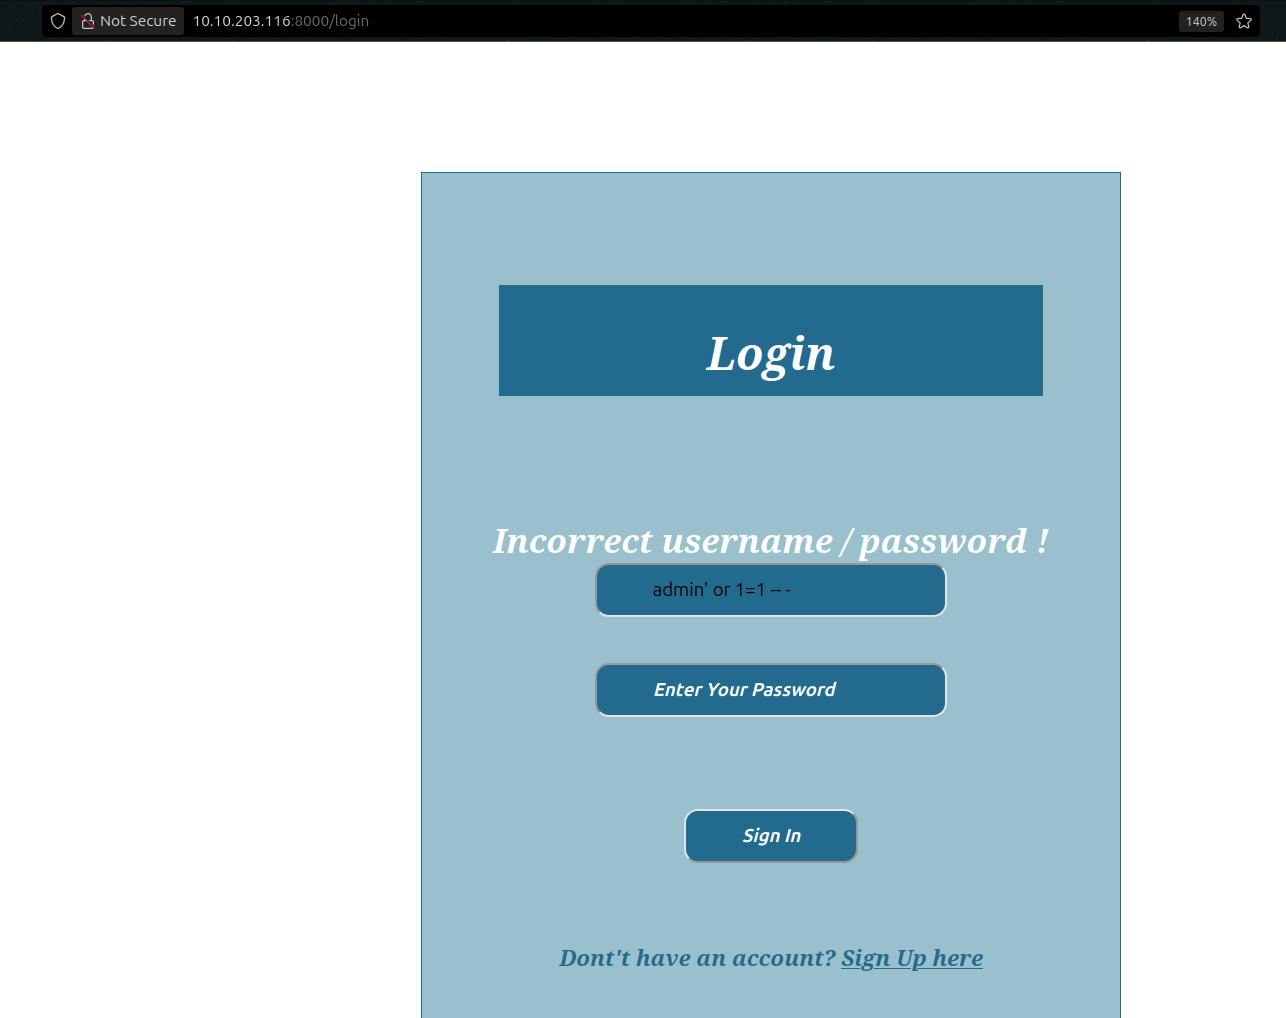 Not Secure 10.10.203.116:8000/login 140%
Login
Incorrect username / password !
admin' or 1=1 -- -
Enter Your Password
Sign In
Dont't have an account? Sign Up here